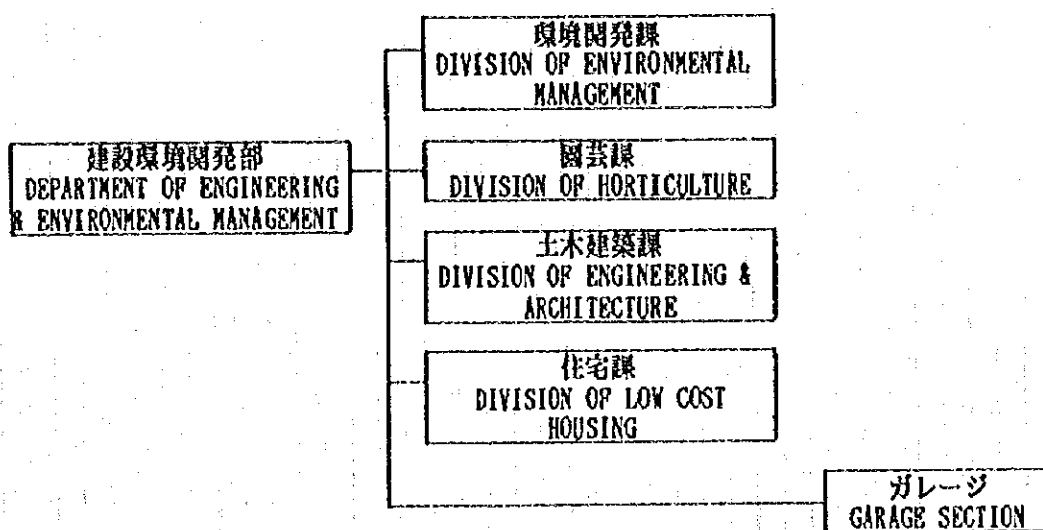 環境開発課
DIVISION OF ENVIRONMENTAL
MANAGEMENT
建設環境開発部
DEPARTMENT OF ENGINEERING
& ENVIRONMENTAL MANAGEMENT
園芸課
DIVISION OF HORTICULTURE
土木建築課
DIVISION OF ENGINEERING &
ARCHITECTURE
住宅課
DIVISION OF LOW COST
HOUSING
ガレージ
GARAGE SECTION